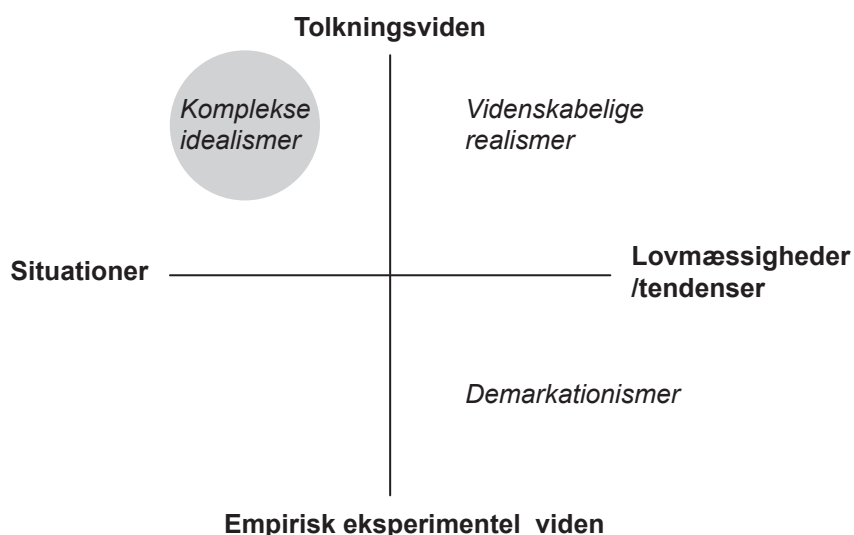 Tolkningsviden
Komplekse
idealismer
Videnskabelige
realismer
Situationer
Lovmæssigheder
/tendenser
Demarkationismer
Empirisk eksperimentel  viden